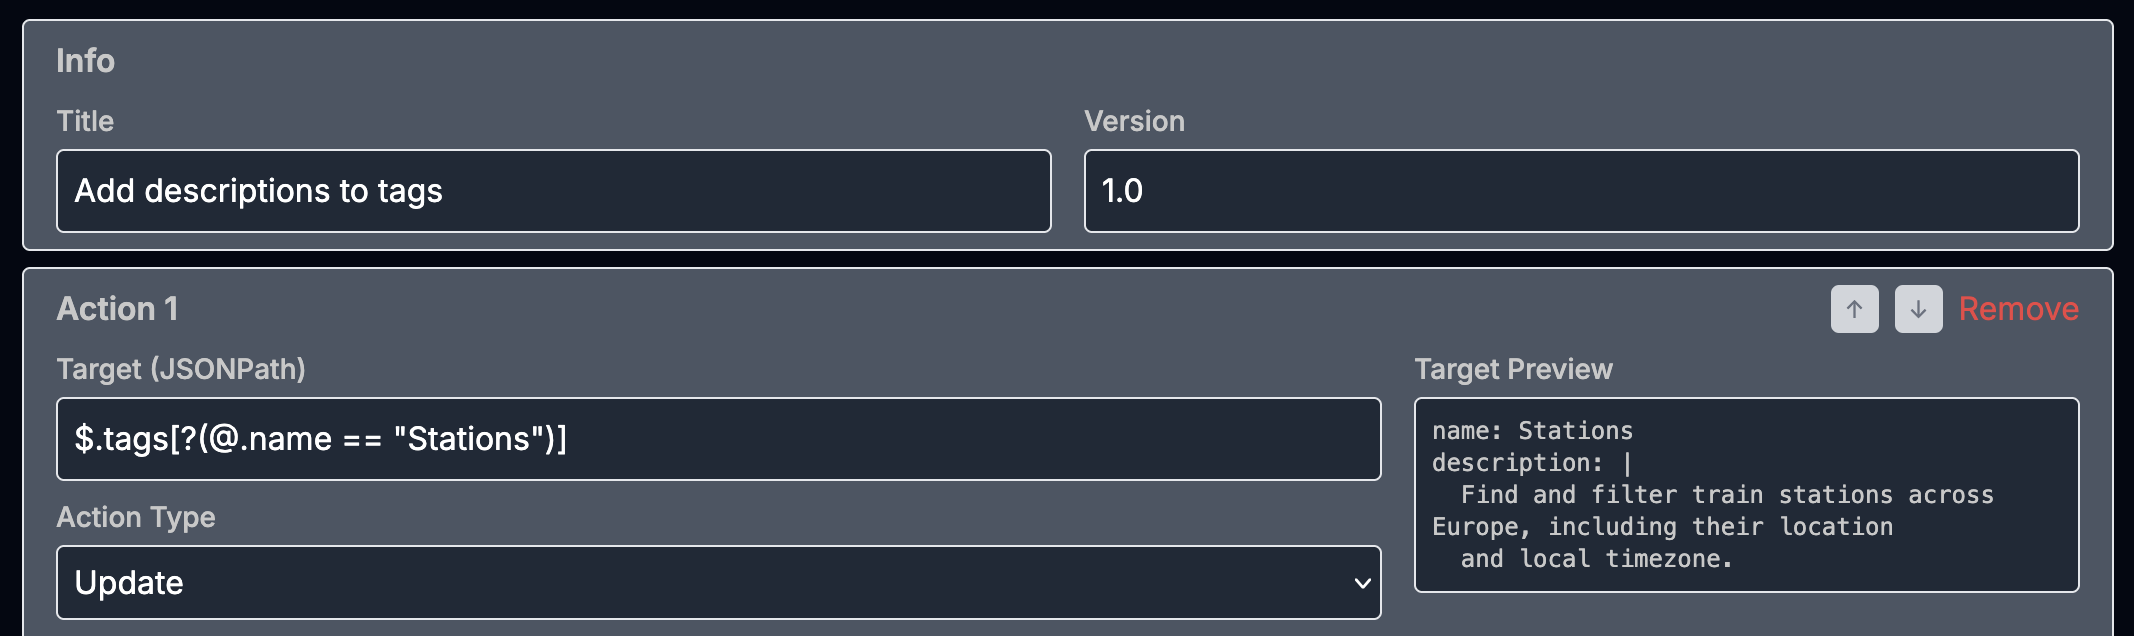 Info
Title
Version
Add descriptions to tags
1.0
Action 1
↑
↓
Remove
Target (JSONPath)
$.tags[?(@.name == "Stations")]
Action Type
Update
Target Preview
name: Stations
description: |
  Find and filter train stations across
Europe, including their location
  and local timezone.